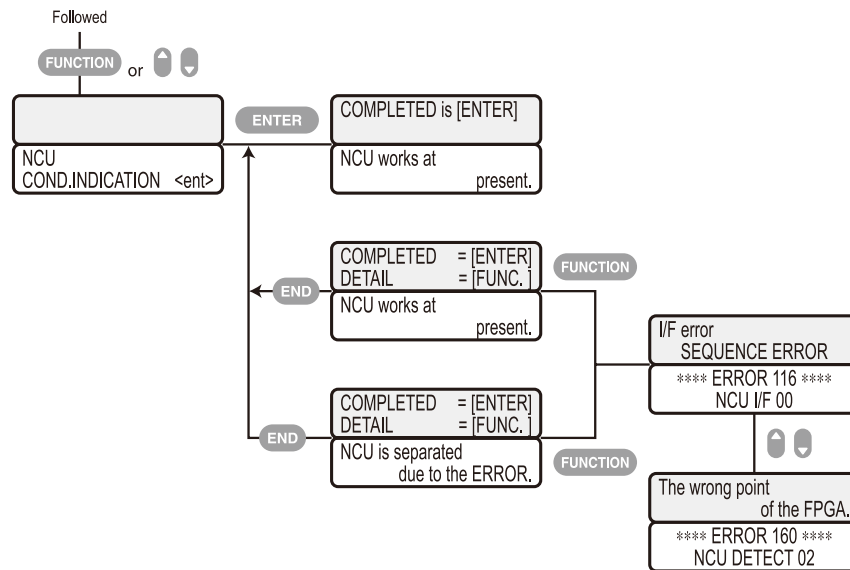 Followed
FUNCTION or
ENTER
NCU
COND.INDICATION <ent>
COMPLETED is [ENTER]
NCU works at
present.
COMPLETED = [ENTER]
DETAIL = [FUNC. ]
FUNCTION
END
NCU works at
present.
COMPLETED = [ENTER]
DETAIL = [FUNC. ]
END
NCU is separated
due to the ERROR.
FUNCTION
I/F error
SEQUENCE ERROR
**** ERROR 116 ****
NCU I/F 00
The wrong point
of the FPGA.
**** ERROR 160 ****
NCU DETECT 02